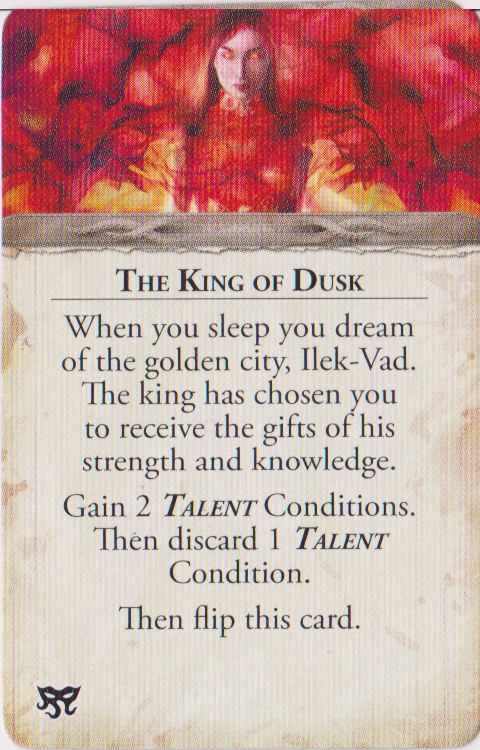 THE KING OF DUSK
When you sleep you dream
of the golden city, Ilek-Vad.
The king has chosen you
to receive the gifts of his
strength and knowledge.
Gain 2 TALENT Conditions.
Then discard 1 TALENT
Condition.
Then flip this card.